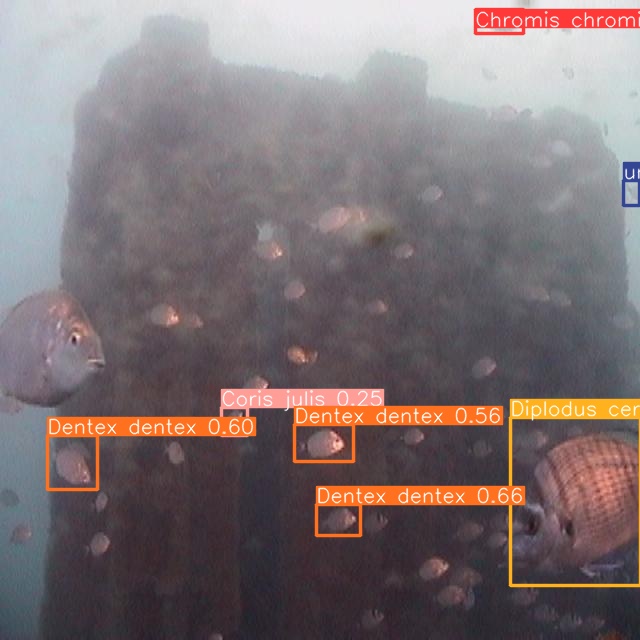 Chromis chromi
ur
Coris julis 0.25
Diplodus cer
Dentex dentex 0.56
Dentex dentex 0.60
Dentex dentex 0.66